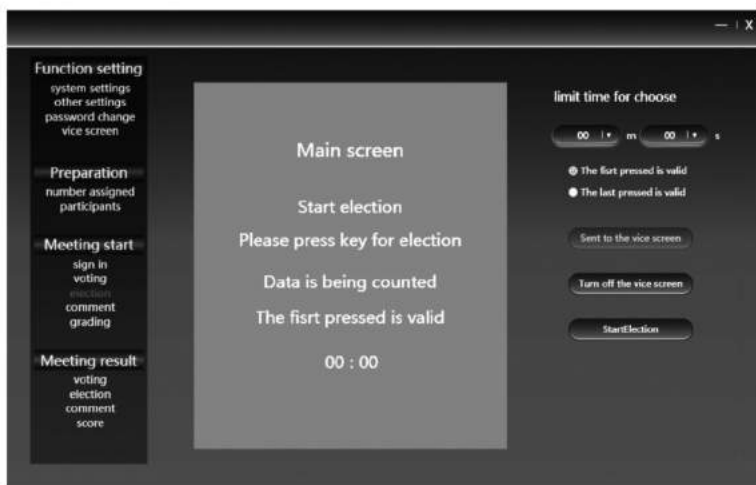 — | X
Function setting
system settings
other settings
password change
vice screen
Preparation
number assigned
participants
Meeting start
sign in
voting
election
comment
grading
Meeting result
voting
election
comment
score
Main screen
Start election
Please press key for election
Data is being counted
The fisrt pressed is valid
00 : 00
limit time for choose
00 m 00 s
The fisrt pressed is valid
The last pressed is valid
Sent to the vice screen
Turn off the vice screen
StartElection